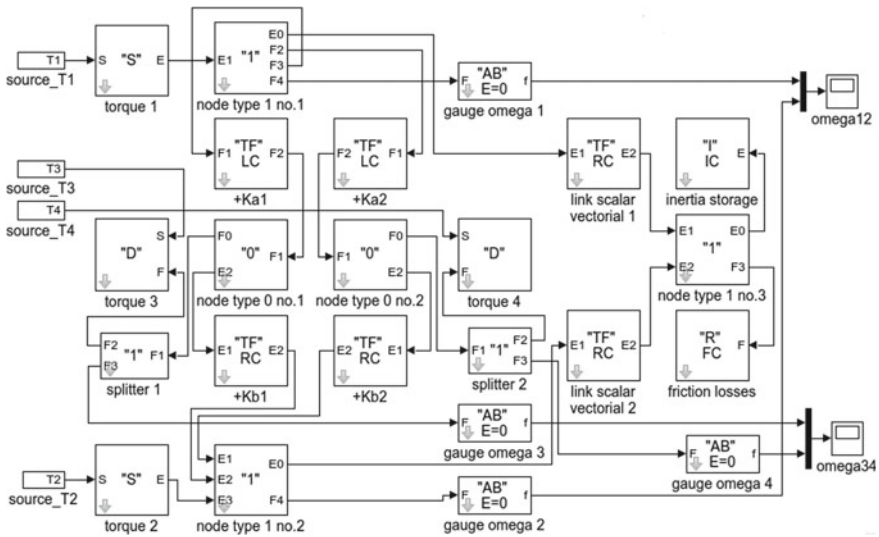 T1
source_T1
S "S" E
torque 1
E1 "1" E0
F2
F3
F4
node type 1 no.1
F "AB" f
E=0
gauge omega 1
omega12
F1 "TF" F2
LC
+Ka1
F2 "TF" F1
LC
+Ka2
E1 "TF" E2
RC
link scalar
vectorial 1
"I" E
IC
inertia storage
T3
source_T3
T4
source_T4
S
"D"
F
torque 3
F0
"0" F1
E2
node type 0 no.1
F0
F1 "0"
E2
node type 0 no.2
S
"D"
F
torque 4
E1 E0
"1"
E2 F3
node type 1 no.3
F2
"1" F1
F3
splitter 1
E1 "TF" E2
RC
+Kb1
E2 "TF" E1
RC
+Kb2
F1 "1" F2
F3
splitter 2
E1 "TF" E2
RC
link scalar
vectorial 2
"R"
FC F
friction losses
F "AB" f
E=0
gauge omega 3
F "AB" f
E=0
gauge omega 4
omega34
T2
source_T2
S "S" E
torque 2
E1 E0
E2 "1"
E3 F4
node type 1 no.2
F "AB" f
E=0
gauge omega 2